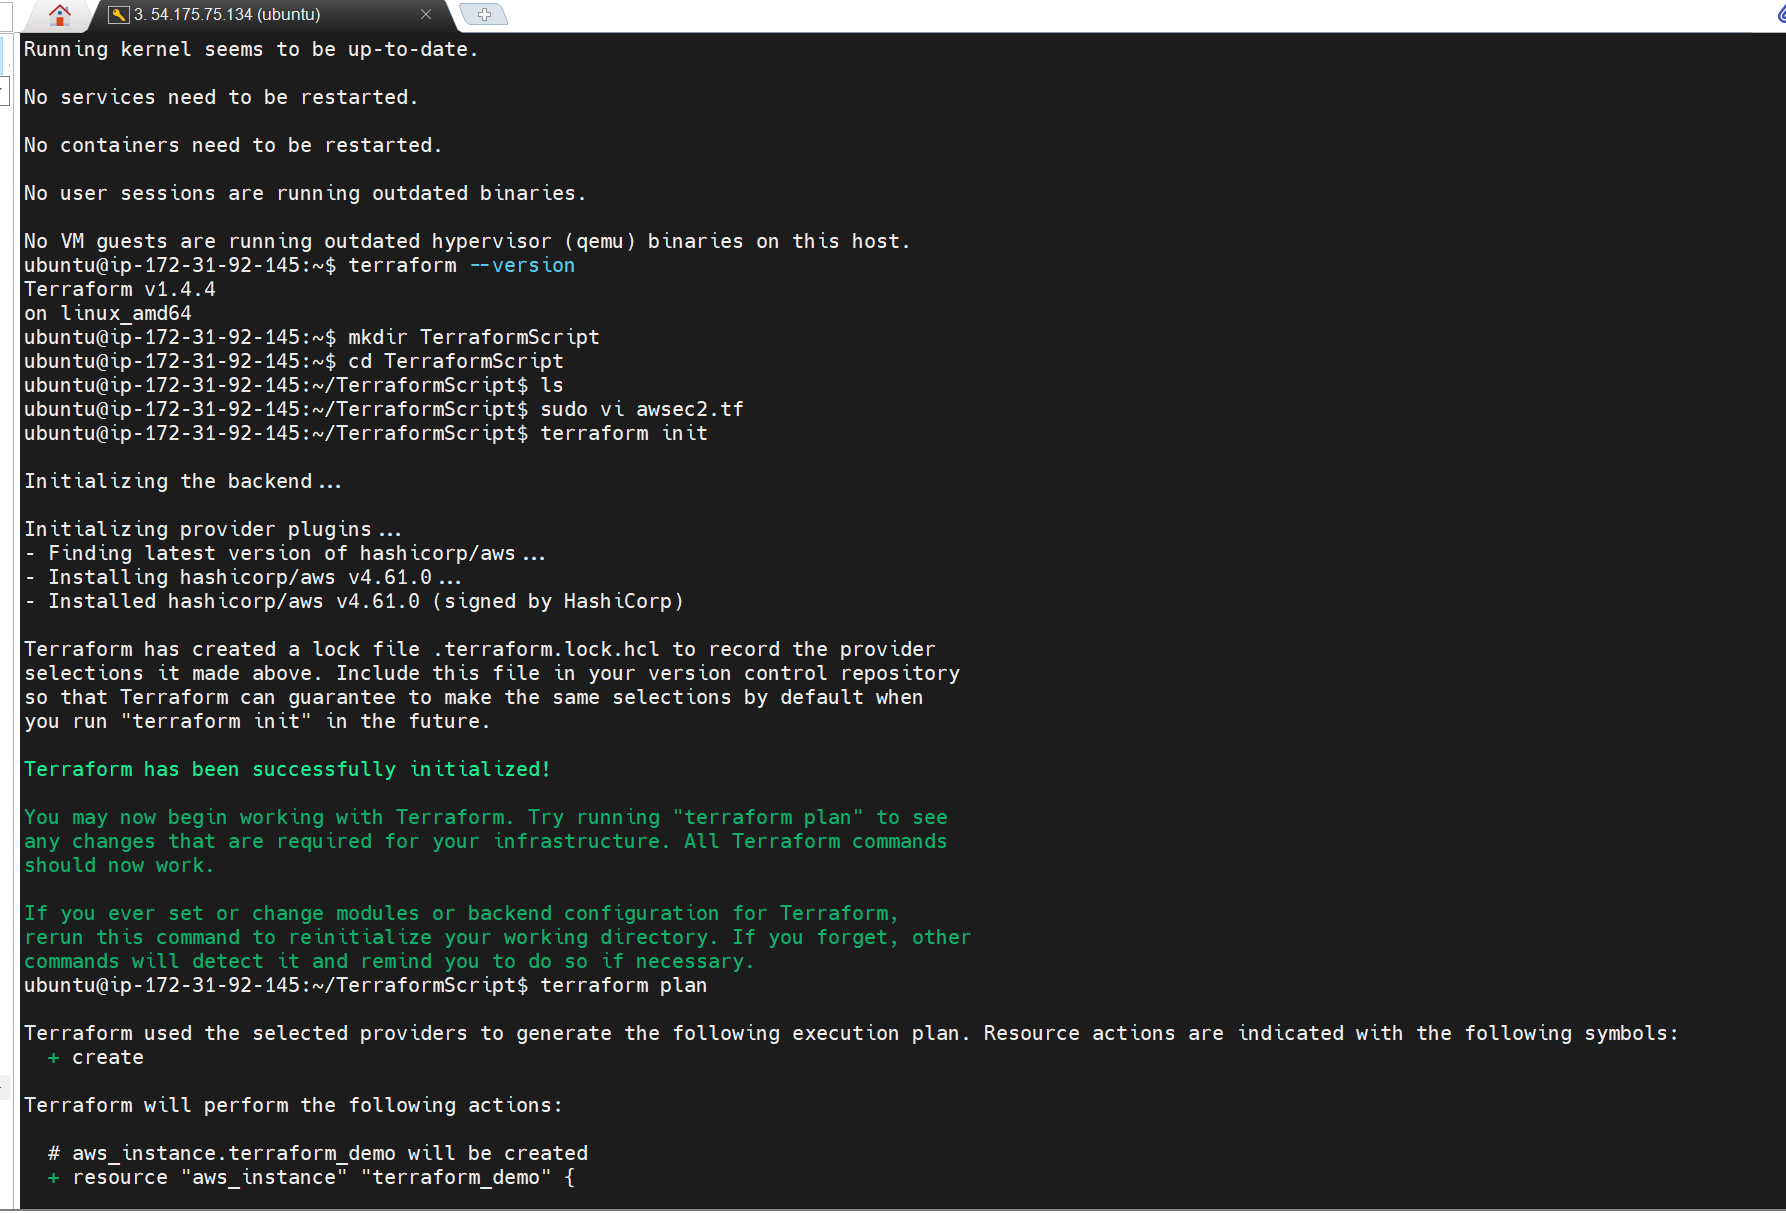 3. 54.175.75.134 (ubuntu)
Running kernel seems to be up-to-date.
No services need to be restarted.
No containers need to be restarted.
No user sessions are running outdated binaries.
No VM guests are running outdated hypervisor (qemu) binaries on this host.
ubuntu@ip-172-31-92-145:~$ terraform --version
Terraform v1.4.4
on linux_amd64
ubuntu@ip-172-31-92-145:~$ mkdir TerraformScript
ubuntu@ip-172-31-92-145:~$ cd TerraformScript
ubuntu@ip-172-31-92-145:~/TerraformScript$ ls
ubuntu@ip-172-31-92-145:~/TerraformScript$ sudo vi awsec2.tf
ubuntu@ip-172-31-92-145:~/TerraformScript$ terraform init
Initializing the backend...
Initializing provider plugins...
- Finding latest version of hashicorp/aws...
- Installing hashicorp/aws v4.61.0...
- Installed hashicorp/aws v4.61.0 (signed by HashiCorp)
Terraform has created a lock file .terraform.lock.hcl to record the provider
selections it made above. Include this file in your version control repository
so that Terraform can guarantee to make the same selections by default when
you run "terraform init" in the future.
Terraform has been successfully initialized!
You may now begin working with Terraform. Try running "terraform plan" to see
any changes that are required for your infrastructure. All Terraform commands
should now work.
If you ever set or change modules or backend configuration for Terraform,
rerun this command to reinitialize your working directory. If you forget, other
commands will detect it and remind you to do so if necessary.
ubuntu@ip-172-31-92-145:~/TerraformScript$ terraform plan
Terraform used the selected providers to generate the following execution plan. Resource actions are indicated with the following symbols:
+ create
Terraform will perform the following actions:
# aws_instance.terraform_demo will be created
+ resource "aws_instance" "terraform_demo" {